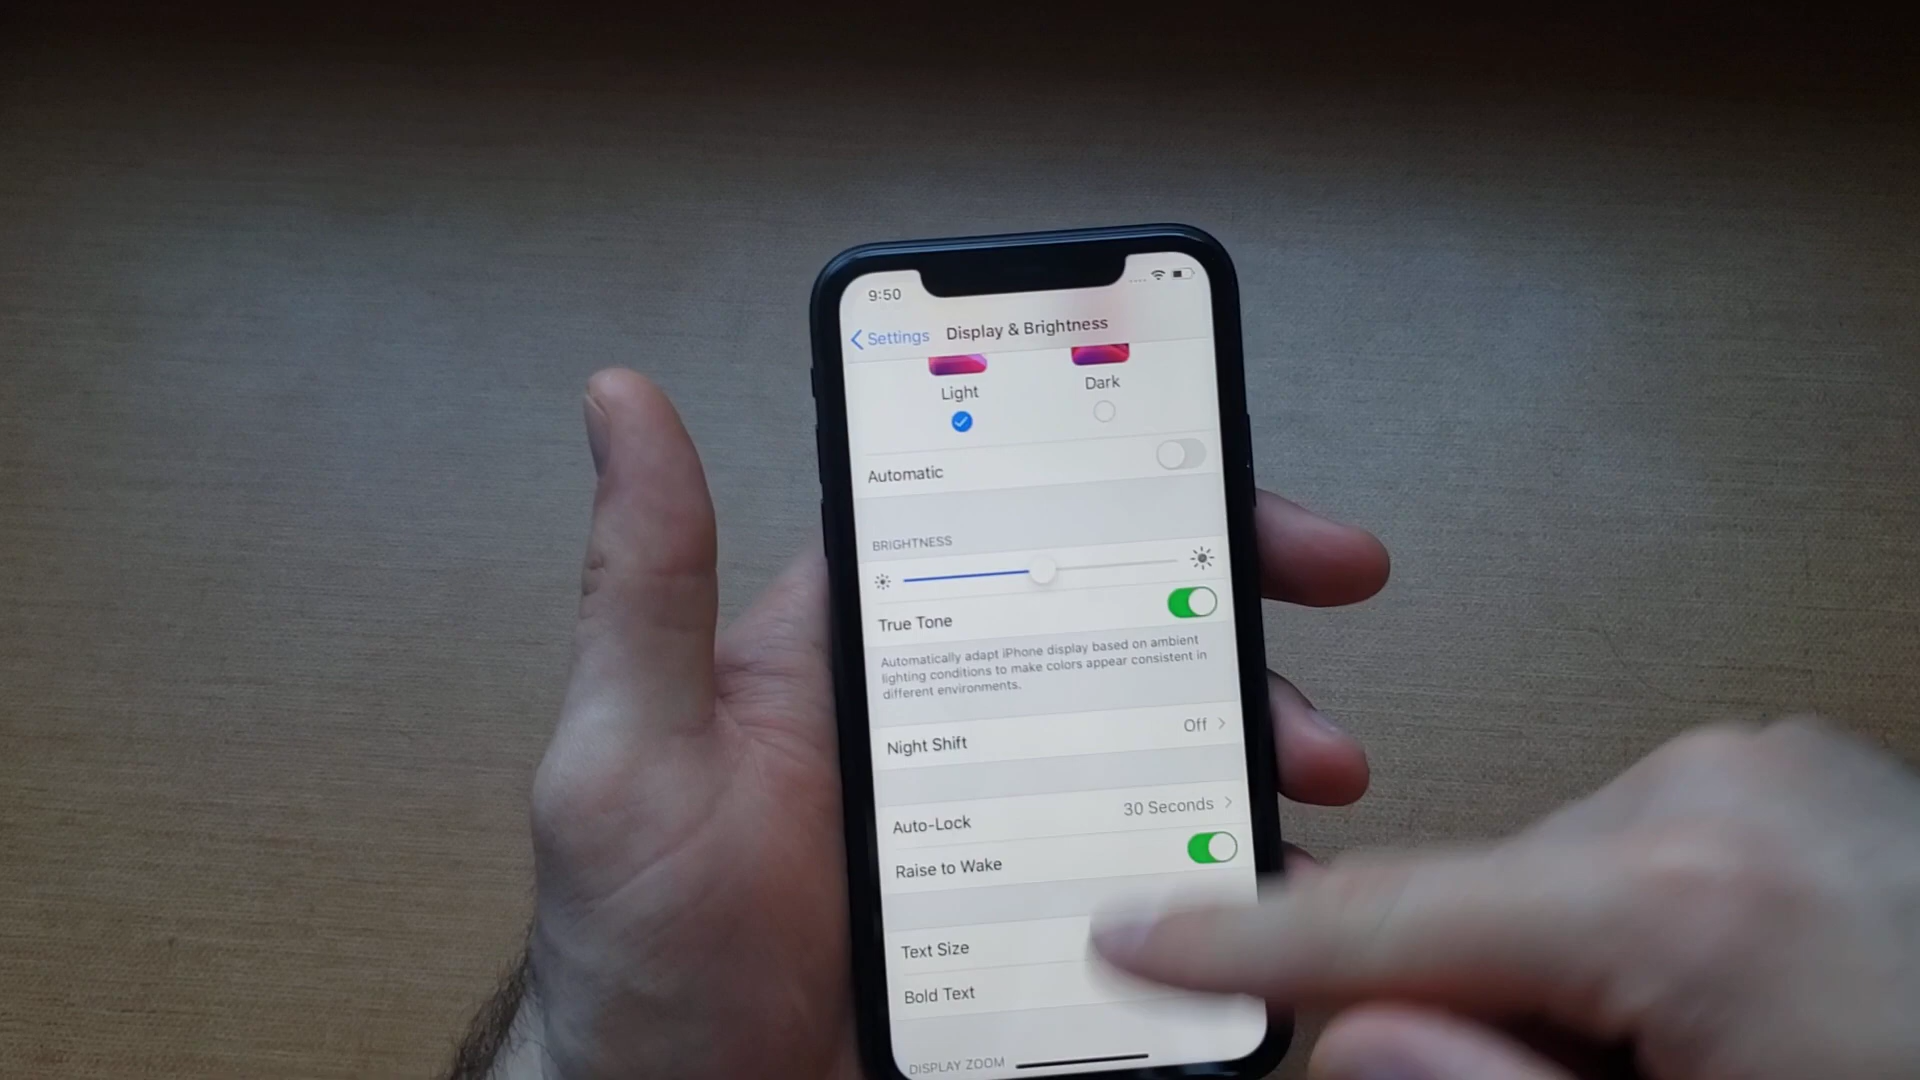 9:50
Settings Display & Brightness
Light Dark
Automatic
BRIGHTNESS
True Tone
Automatically adapt iPhone display based on ambient
lighting conditions to make colors appear consistent in
different environments.
Night Shift Off
Auto-Lock 30 Seconds
Raise to Wake
Text Size
Bold Text
DISPLAY ZOOM